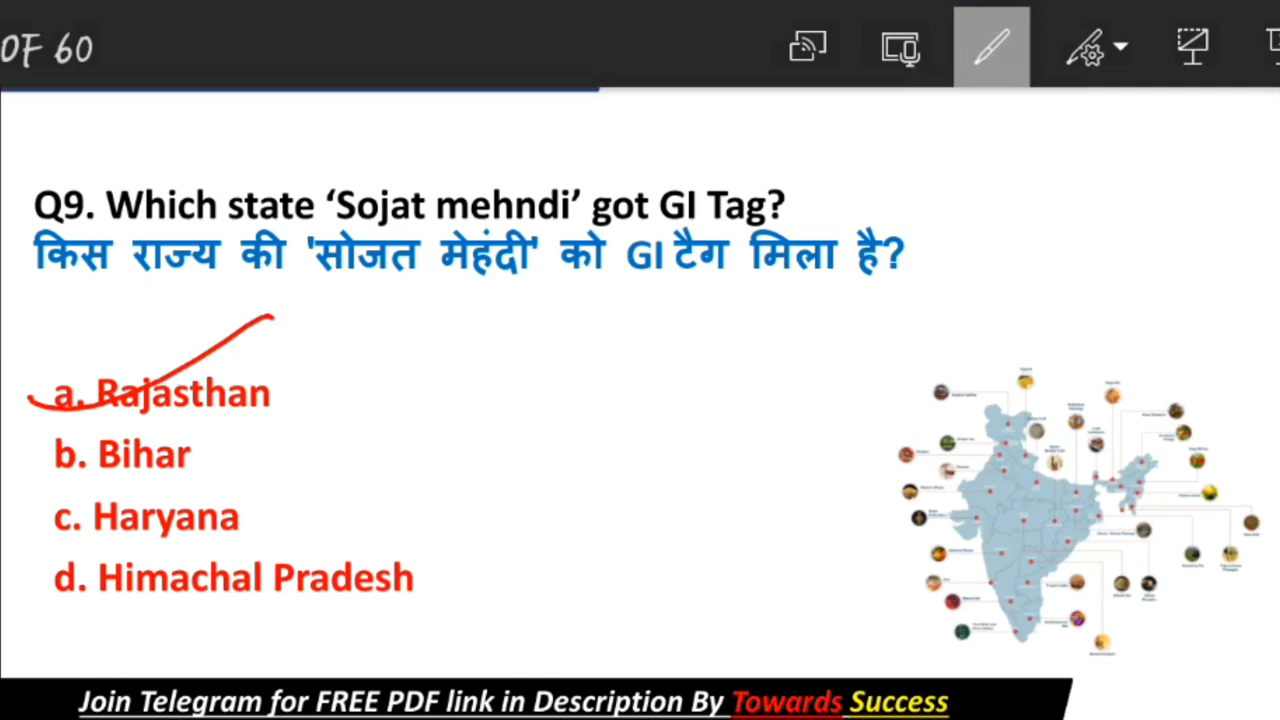 OF 60
Q9. Which state ‘Sojat mehndi’ got GI Tag?
किस राज्य की 'सोजत मेहंदी' को GI टैग मिला है?
a. Rajasthan
b. Bihar
c. Haryana
d. Himachal Pradesh
Join Telegram for FREE PDF link in Description By Towards Success